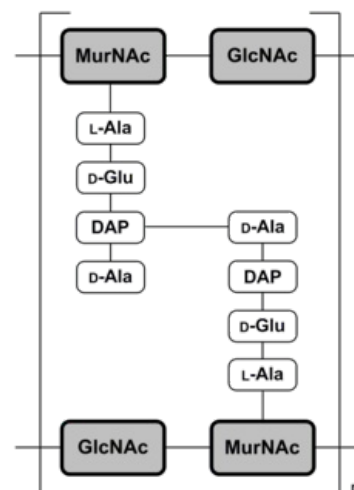 MurNAc GlcNAc
L-Ala
D-Glu
DAP D-Ala
D-Ala DAP
D-Glu
L-Ala
GlcNAc MurNAc